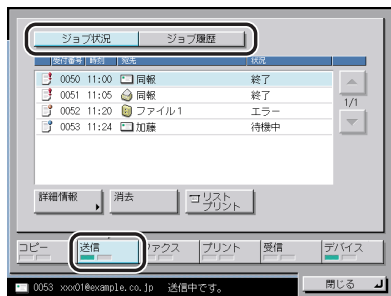 ジョブ状況 ジョブ履歴
受付番号 時刻 宛先 状況
0050 11:00 同報 終了
0051 11:05 同報 終了
0052 11:20 ファイル1 エラー
0053 11:24 加藤 待機中
1/1
詳細情報 消去 リスト
プリント
コピー 送信 ファクス プリント 受信 デバイス
0053 xxx01@example.co.jp 送信中です。 閉じる